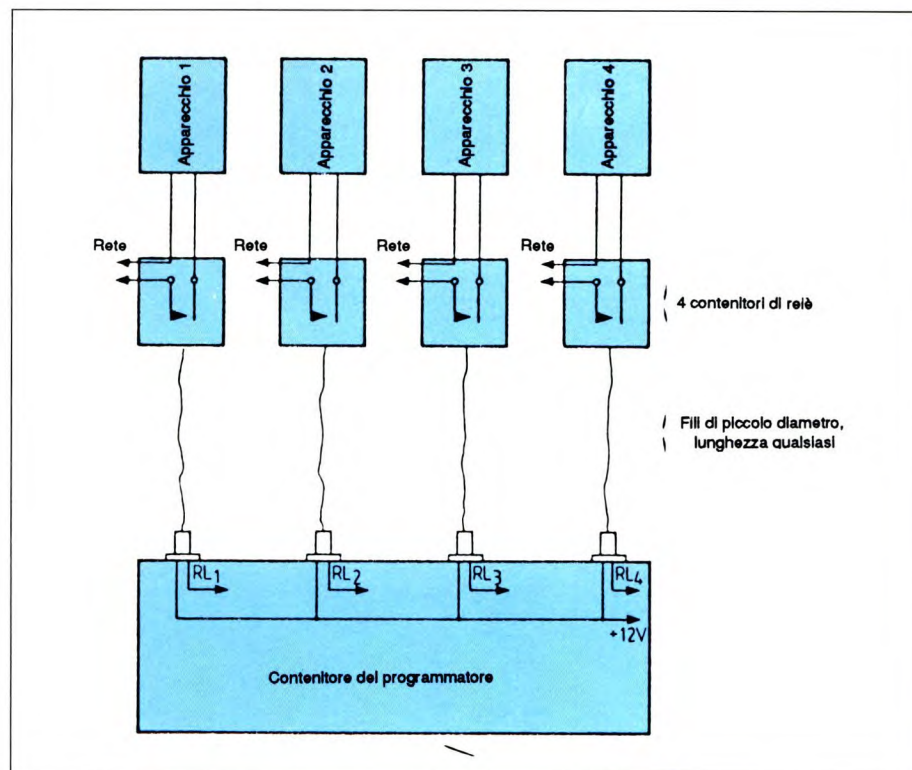 Apparecchio 1
Apparecchio 2
Apparecchio 3
Apparecchio 4
Rete
Rete
Rete
Rete
4 contenitori di relè
Fili di piccolo diametro,
lunghezza qualsiasi
RL1
RL2
RL3
RL4
+12V
Contenitore del programmatore